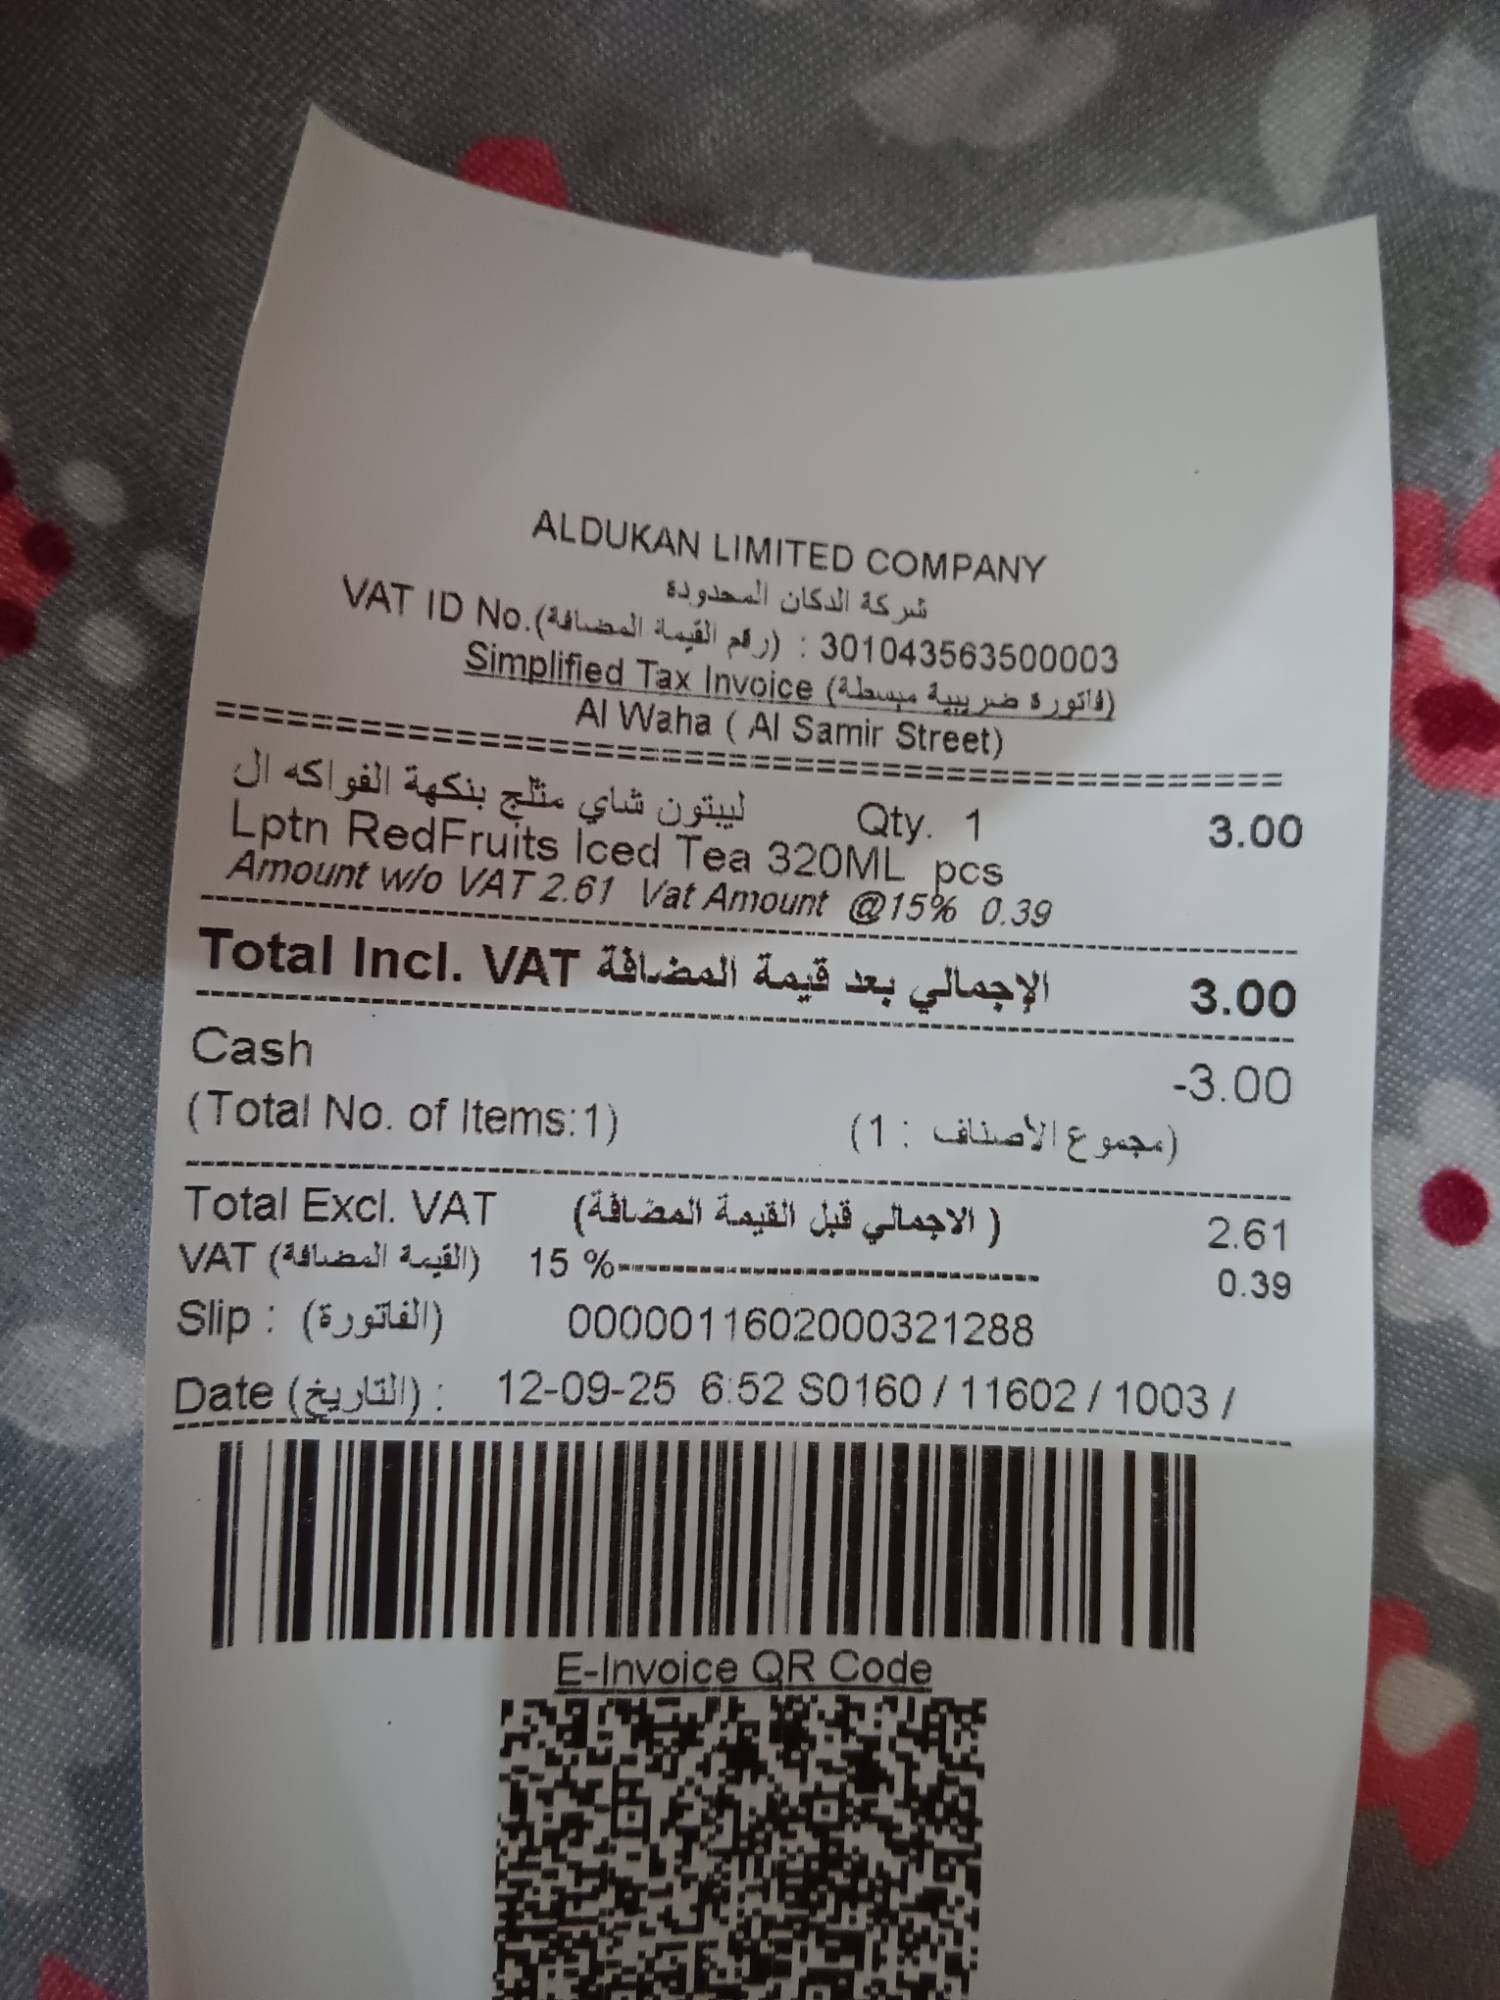 ALDUKAN LIMITED COMPANY
شركة الدكان المحدودة
VAT ID No.(رقم القيمة المضافة) : 301043563500003
Simplified Tax Invoice (فاتورة ضريبية مبسطة)
Al Waha ( Al Samir Street)
ليبتون شاي مثلج بنكهة الفواكه ال Qty. 1 3.00
Lptn RedFruits Iced Tea 320ML pcs
Amount w/o VAT 2.61 Vat Amount @15% 0.39
Total Incl. VAT الإجمالي بعد قيمة المضافة 3.00
Cash -3.00
(Total No. of Items:1) (مجموع الأصناف : 1)
Total Excl. VAT (الاجمالي قبل القيمة المضافة ) 2.61
VAT (القيمة المضافة) 15 % 0.39
Slip : (الفاتورة) 0000011602000321288
Date (التاريخ) : 12-09-25 6:52 S0160 / 11602 / 1003 /
E-Invoice QR Code